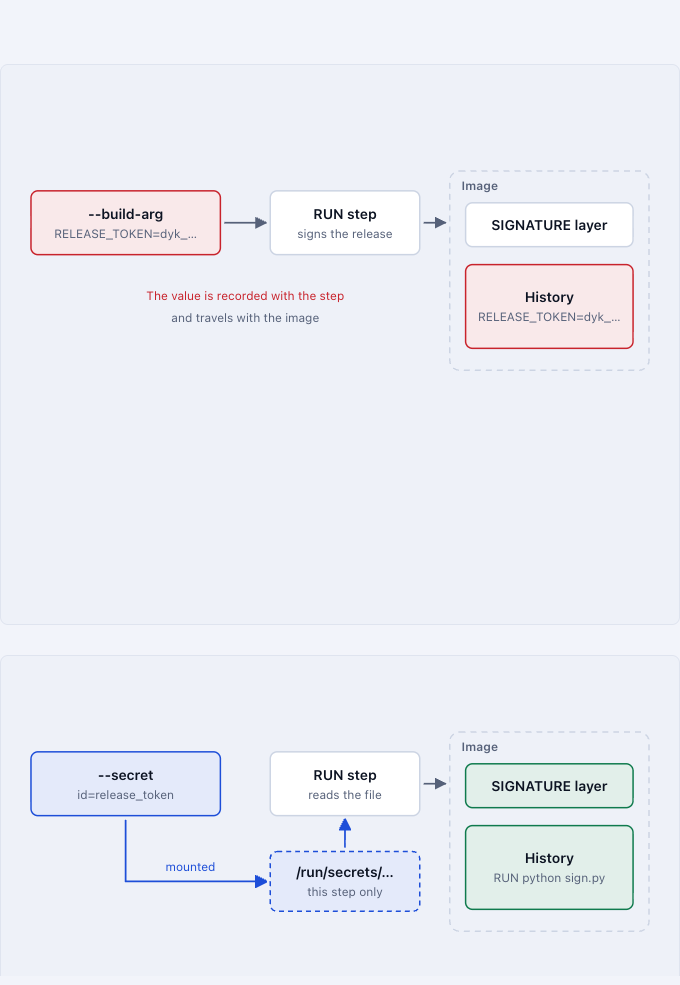 --build-arg
RELEASE_TOKEN=dyk_...
RUN step
signs the release
Image
SIGNATURE layer
History
RELEASE_TOKEN=dyk_...
The value is recorded with the step
and travels with the image
--secret
id=release_token
RUN step
reads the file
mounted
/run/secrets/...
this step only
Image
SIGNATURE layer
History
RUN python sign.py